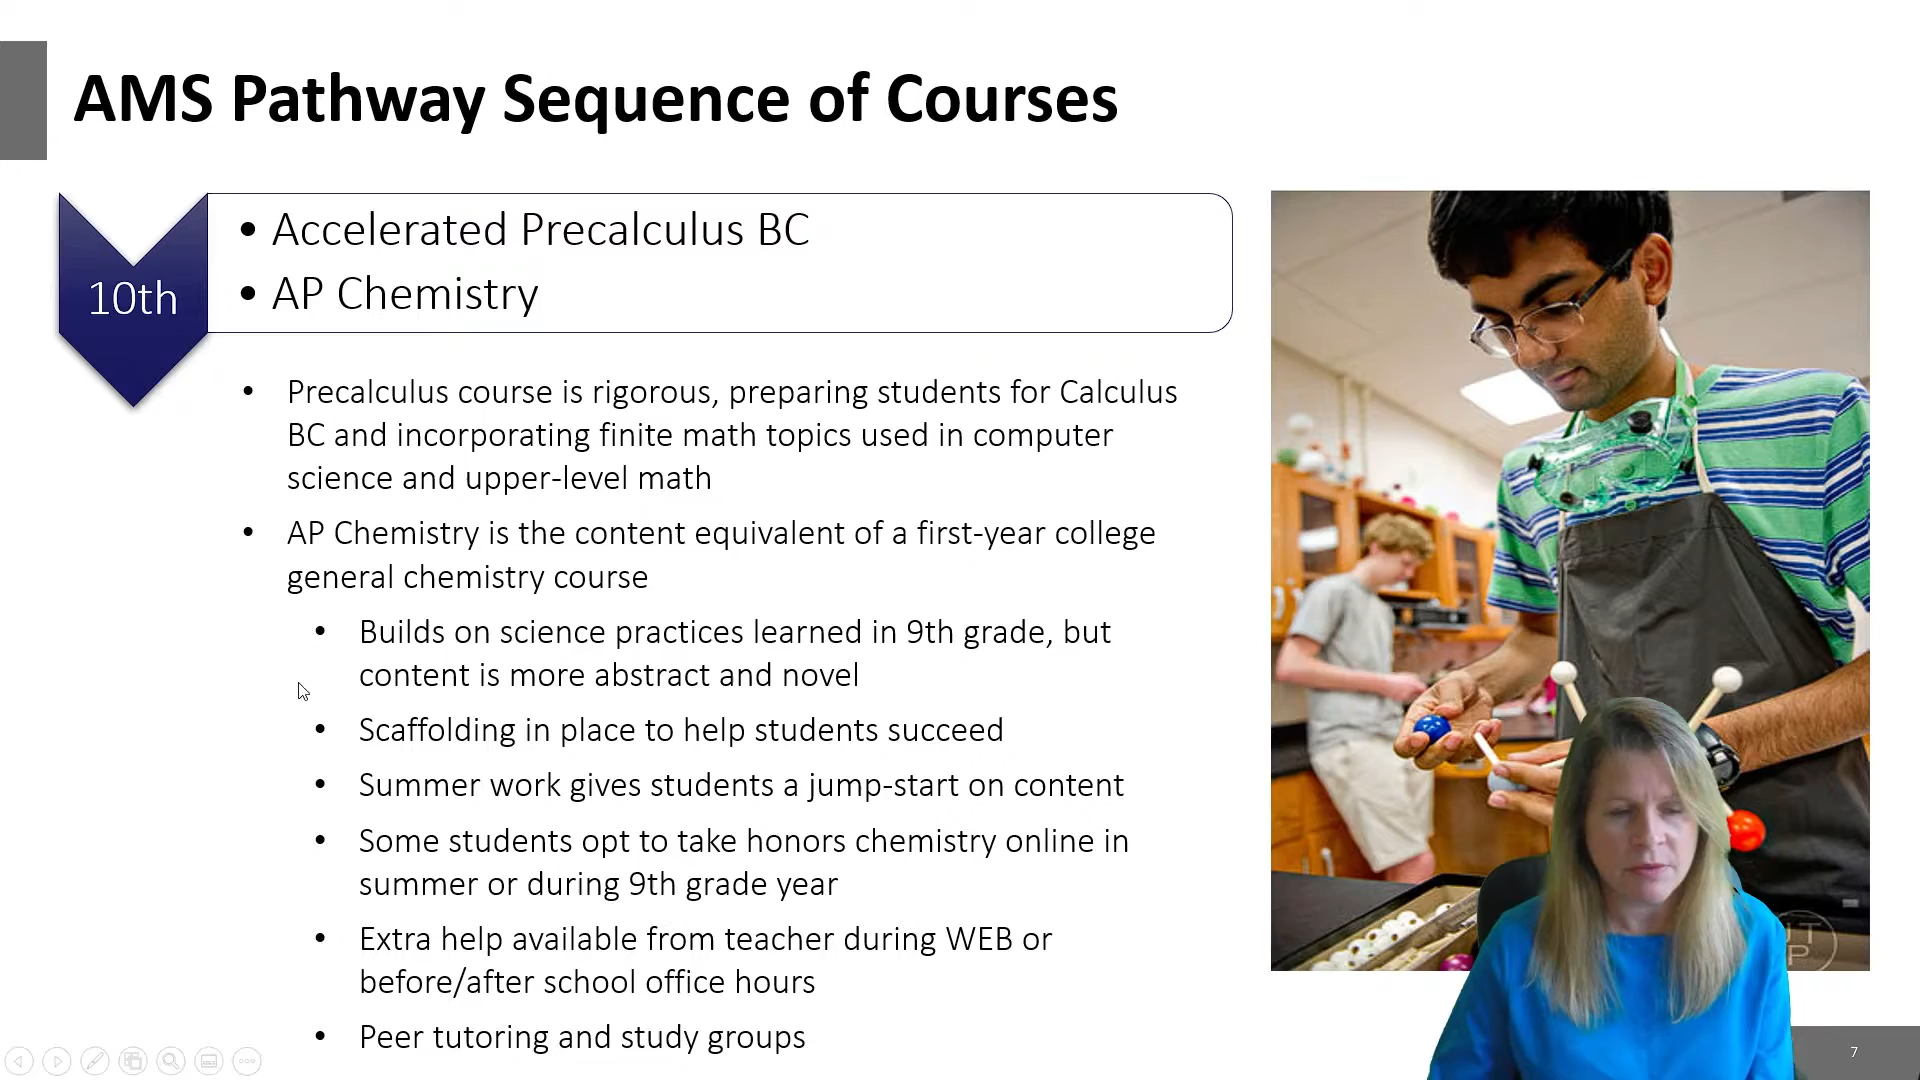 AMS Pathway Sequence of Courses
10th
• Accelerated Precalculus BC
• AP Chemistry
• Precalculus course is rigorous, preparing students for Calculus
BC and incorporating finite math topics used in computer
science and upper-level math
• AP Chemistry is the content equivalent of a first-year college
general chemistry course
• Builds on science practices learned in 9th grade, but
content is more abstract and novel
• Scaffolding in place to help students succeed
• Summer work gives students a jump-start on content
• Some students opt to take honors chemistry online in
summer or during 9th grade year
• Extra help available from teacher during WEB or
before/after school office hours
• Peer tutoring and study groups
7